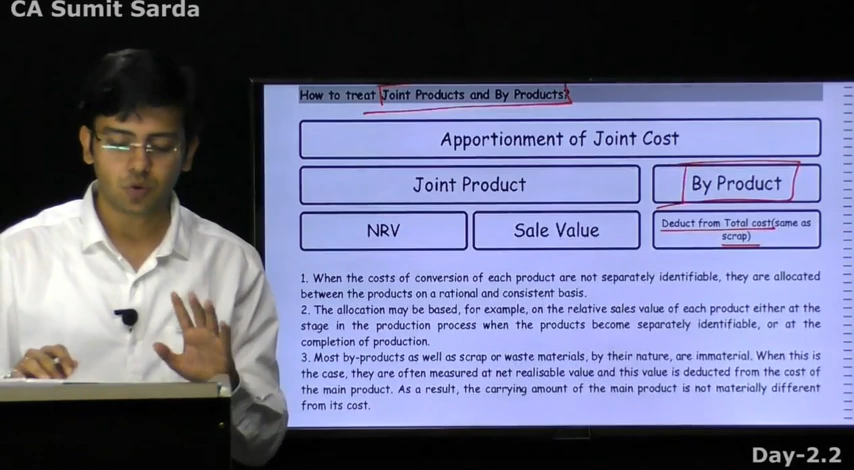 CA Sumit Sarda
How to treat Joint Products and By Products?
Apportionment of Joint Cost
Joint Product
By Product
NRV
Sale Value
Deduct from Total cost(same as
scrap)
1. When the costs of conversion of each product are not separately identifiable, they are allocated
between the products on a rational and consistent basis.
2. The allocation may be based, for example, on the relative sales value of each product either at the
stage in the production process when the products become separately identifiable, or at the
completion of production.
3. Most by-products as well as scrap or waste materials, by their nature, are immaterial. When this is
the case, they are often measured at net realisable value and this value is deducted from the cost of
the main product. As a result, the carrying amount of the main product is not materially different
from its cost.
Day-2.2